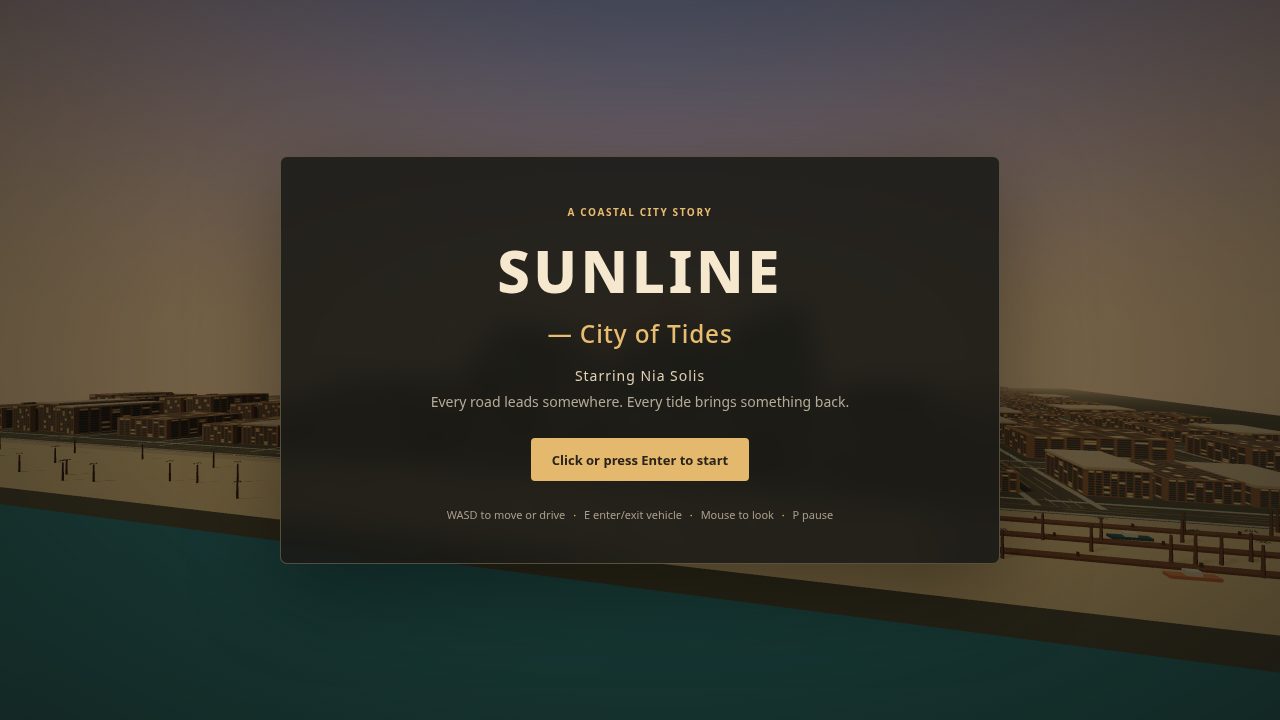 A COASTAL CITY STORY
SUNLINE
— City of Tides
Starring Nia Solis
Every road leads somewhere. Every tide brings something back.
Click or press Enter to start
WASD to move or drive · E enter/exit vehicle · Mouse to look · P pause